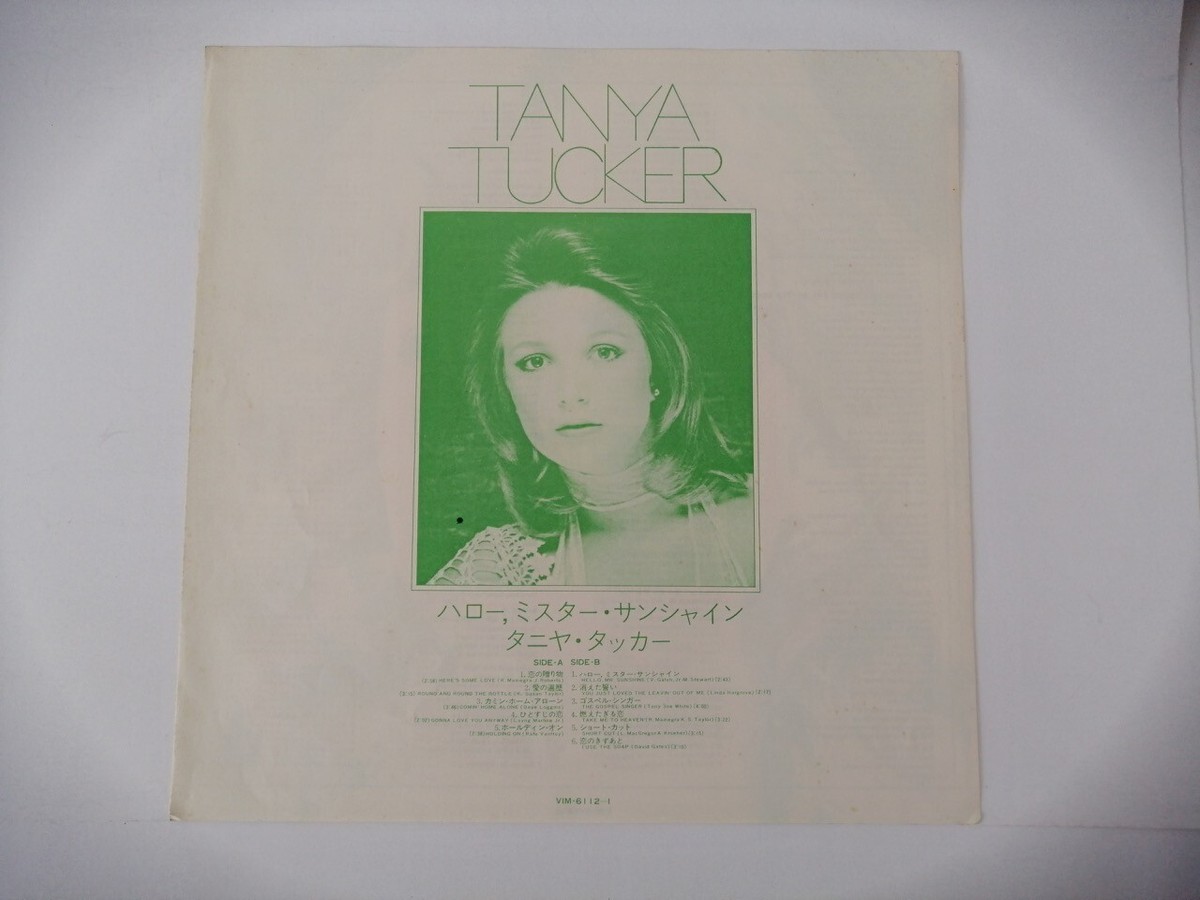 TANYA
TUCKER
ハロー, ミスター・サンシャイン
タニヤ・タッカー
SIDE-A
1. 恋の贈り物
HERE'S SOME LOVE
2. 愛の
ROUND AND ROUND THE BOTTLE
3. カミン・ホーム・アローン
COMIN' HOME ALONE
4. ひとすじの恋
GONNA LOVE YOU ANYWAY
5. ホールディン・オン
HOLDING ON
SIDE-B
1. ハロー, ミスター・サンシャイン
HELLO MR. SUNSHINE
2. 消えた誓い
YOU JUST LOVED THE LEAVIN' OUT OF ME
3. ゴスペル・シンガー
THE GOSPEL SINGER
4. 燃えたぎる恋
TAKE ME TO HEAVEN
5. ショート・カット
SHORT CUT
6. 恋のきずあと
VIM-6112-1